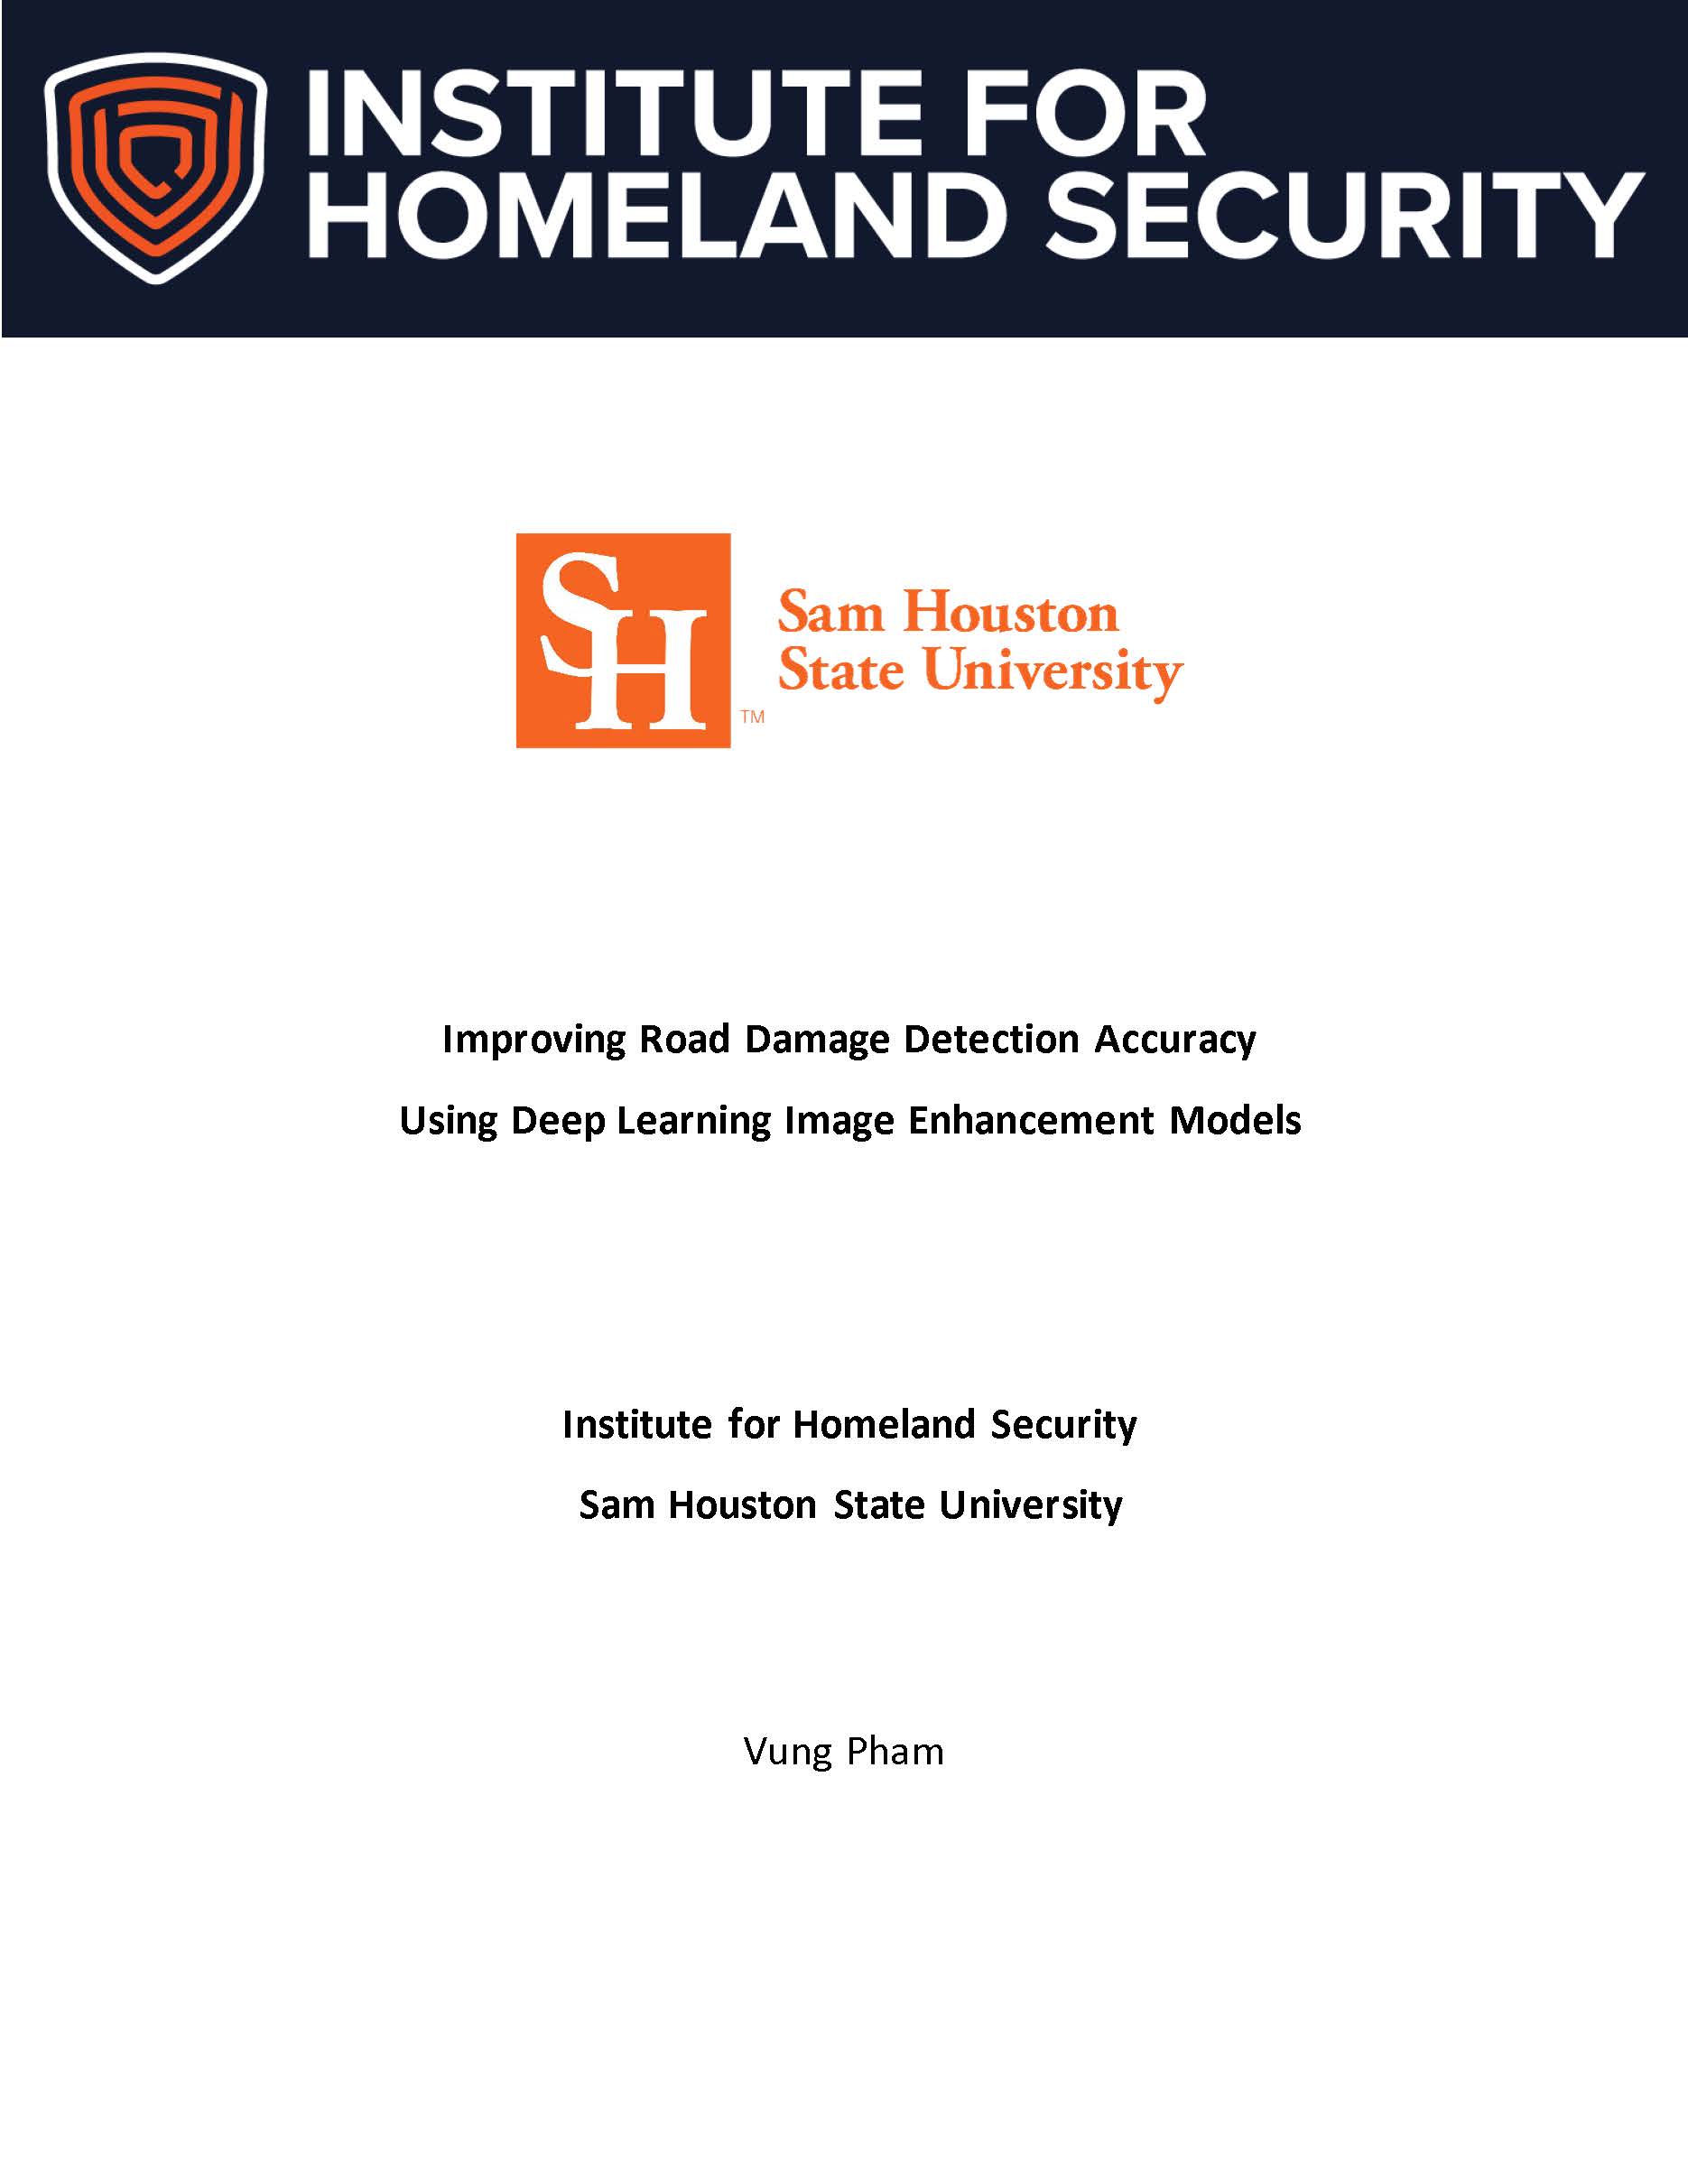 INSTITUTE FOR
HOMELAND SECURITY
SH
TM
Sam Houston
State University
Improving Road Damage Detection Accuracy
Using Deep Learning Image Enhancement Models
Institute for Homeland Security
Sam Houston State University
Vung Pham